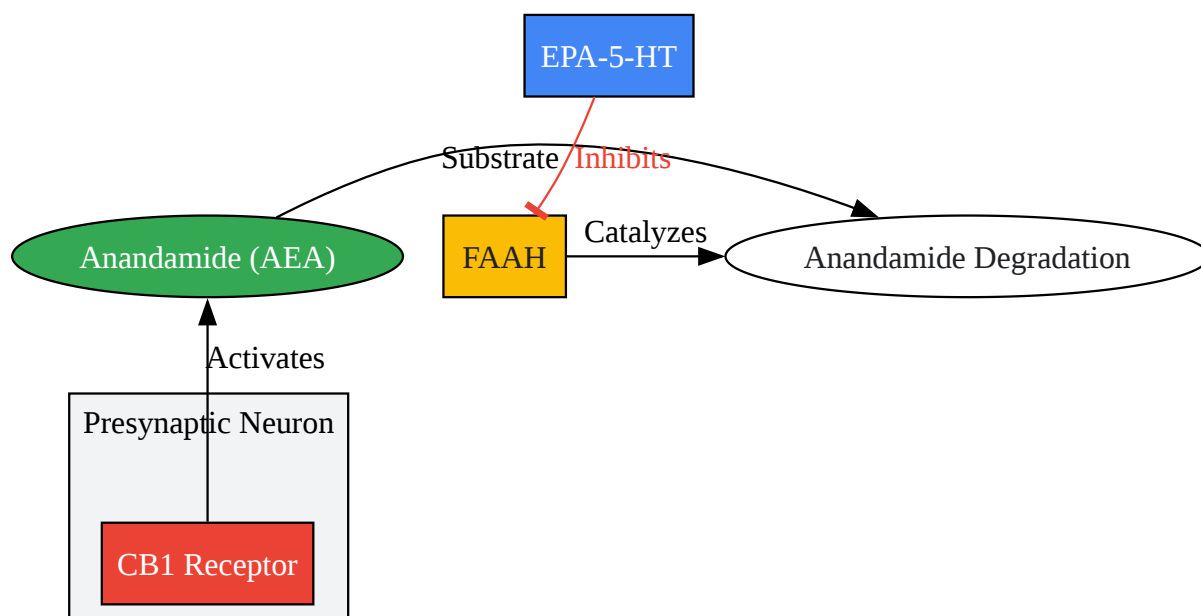 EPA-5-HT
Substrate
Inhibits
Anandamide (AEA)
FAAH
Catalyzes
Anandamide Degradation
Activates
Presynaptic Neuron
CB1 Receptor